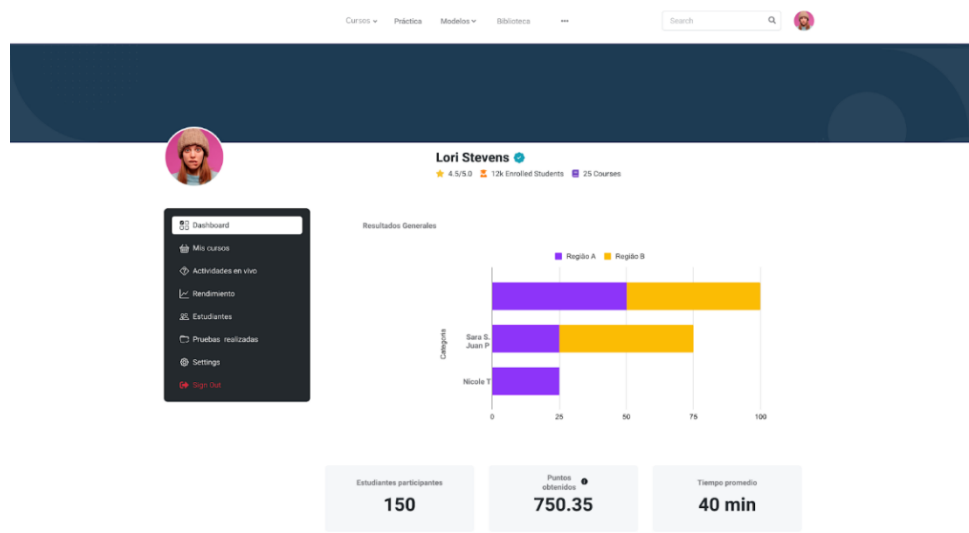 Cursos Práctica Modelos Biblioteca ••• Search
Lori Stevens
4.5/5.0 12k Enrolled Students 25 Courses
Dashboard
Mis cursos
Actividades en vivo
Rendimiento
Estudiantes
Pruebas realizadas
Settings
Sign Out
Resultados Generales
Região A Região B
Categoria
Sara S.
Juan P
Nicole T
0 25 50 75 100
Estudiantes participantes
150
Puntos
obtenidos
750.35
Tiempo promedio
40 min